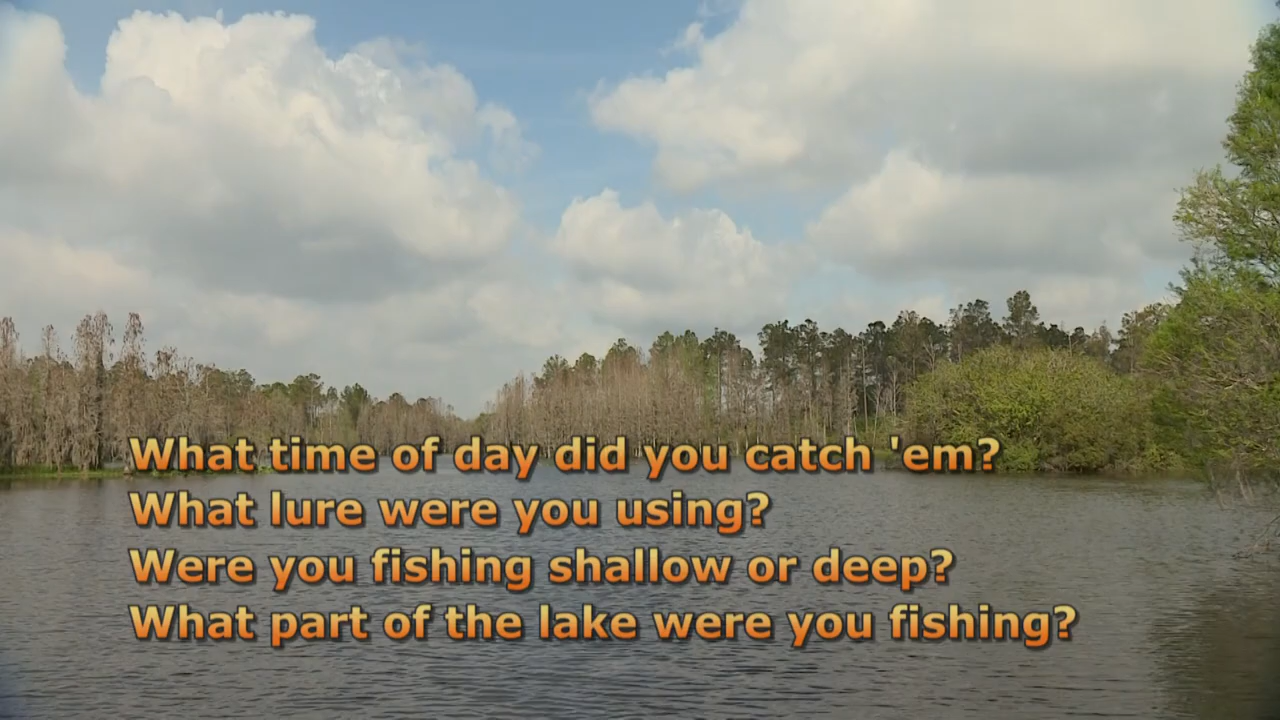 What time of day did you catch 'em?
What lure were you using?
Were you fishing shallow or deep?
What part of the lake were you fishing?